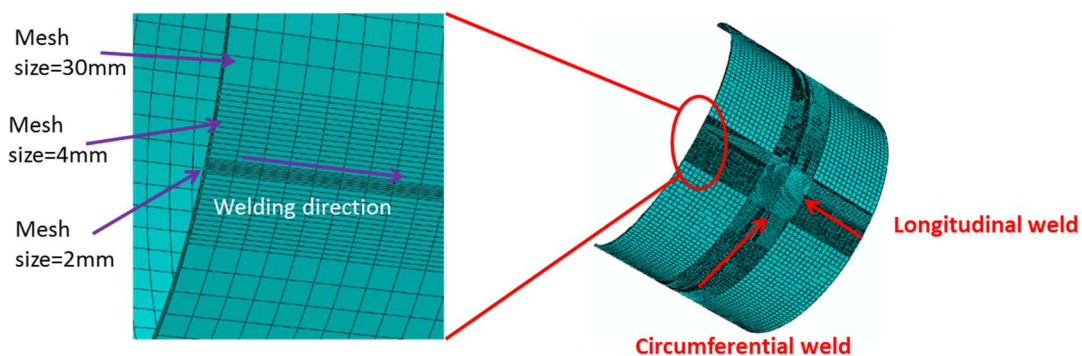 Mesh
size=30mm
Mesh
size=4mm
Mesh
size=2mm
Welding direction
Longitudinal weld
Circumferential weld